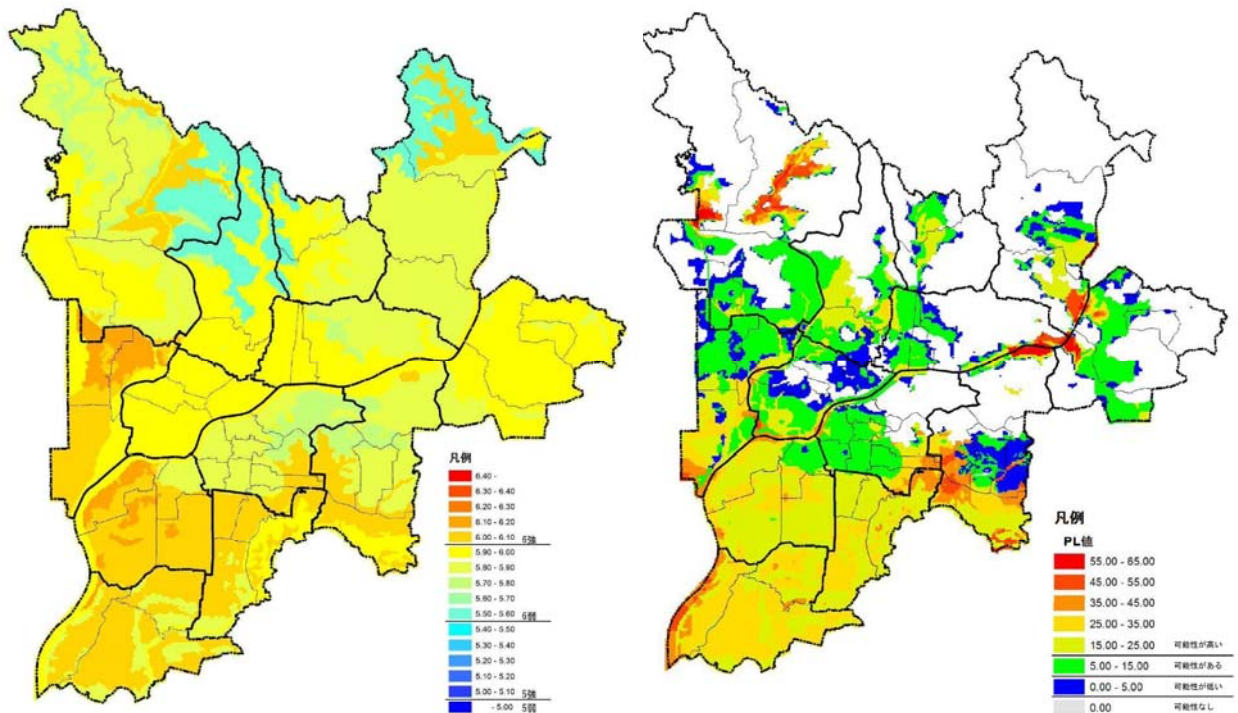 凡例
6.40 -
6.30 - 6.40
6.20 - 6.30
6.10 - 6.20
6.00 - 6.10 6強
5.90 - 6.00
5.80 - 5.90
5.70 - 5.80
5.60 - 5.70
5.50 - 5.60 6弱
5.40 - 5.50
5.30 - 5.40
5.20 - 5.30
5.10 - 5.20
5.00 - 5.10 5強
- 5.00 5弱
凡例
PL値
55.00 - 65.00
45.00 - 55.00
35.00 - 45.00
25.00 - 35.00
15.00 - 25.00 可能性が高い
5.00 - 15.00 可能性がある
0.00 - 5.00 可能性が低い
0.00 可能性なし